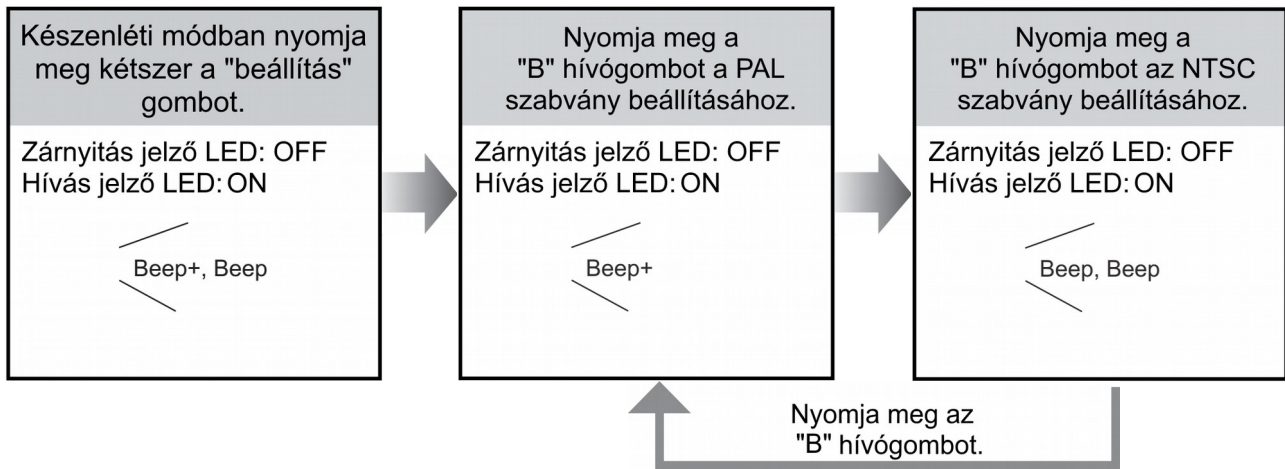 Készenléti módban nyomja
meg kétszer a "beállítás"
gombot.
Zárnyitás jelző LED: OFF
Hívás jelző LED: ON
Beep+, Beep
Nyomja meg a
"B" hívógombot a PAL
szabvány beállításához.
Zárnyitás jelző LED: OFF
Hívás jelző LED: ON
Beep+
Nyomja meg a
"B" hívógombot az NTSC
szabvány beállításához.
Zárnyitás jelző LED: OFF
Hívás jelző LED: ON
Beep, Beep
Nyomja meg az
"B" hívógombot.